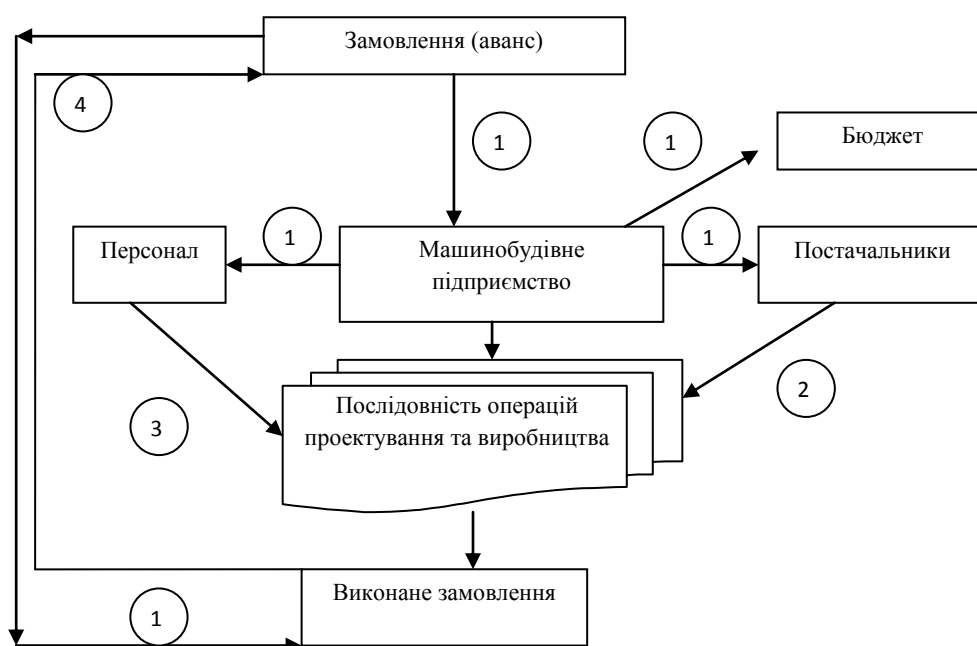 Замовлення (аванс)
4
1
1
Бюджет
Персонал
1
Машинобудівне
підприємство
1
Постачальники
2
3
Послідовність операцій
проектування та виробництва
Виконане замовлення
1